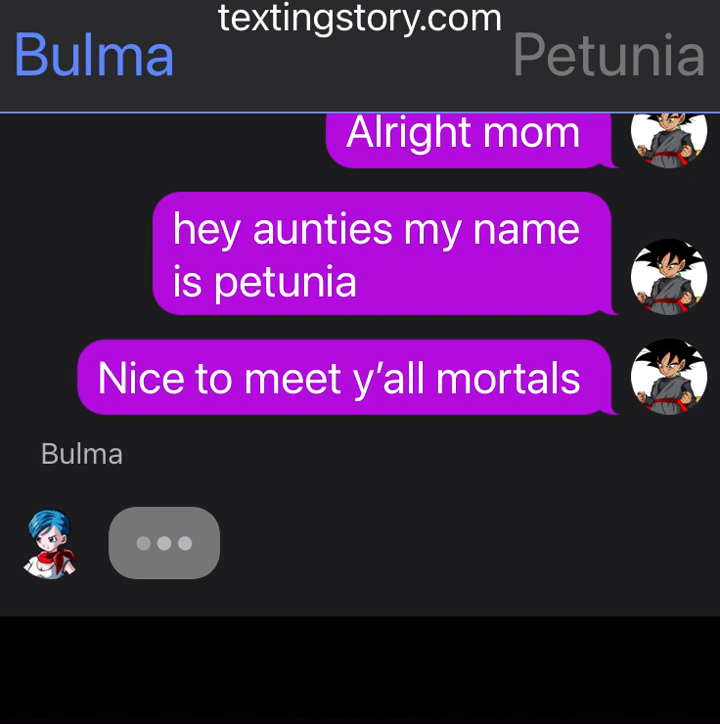 textingstory.com
Bulma
Petunia
Alright mom
hey aunties my name
is petunia
Nice to meet y’all mortals
Bulma